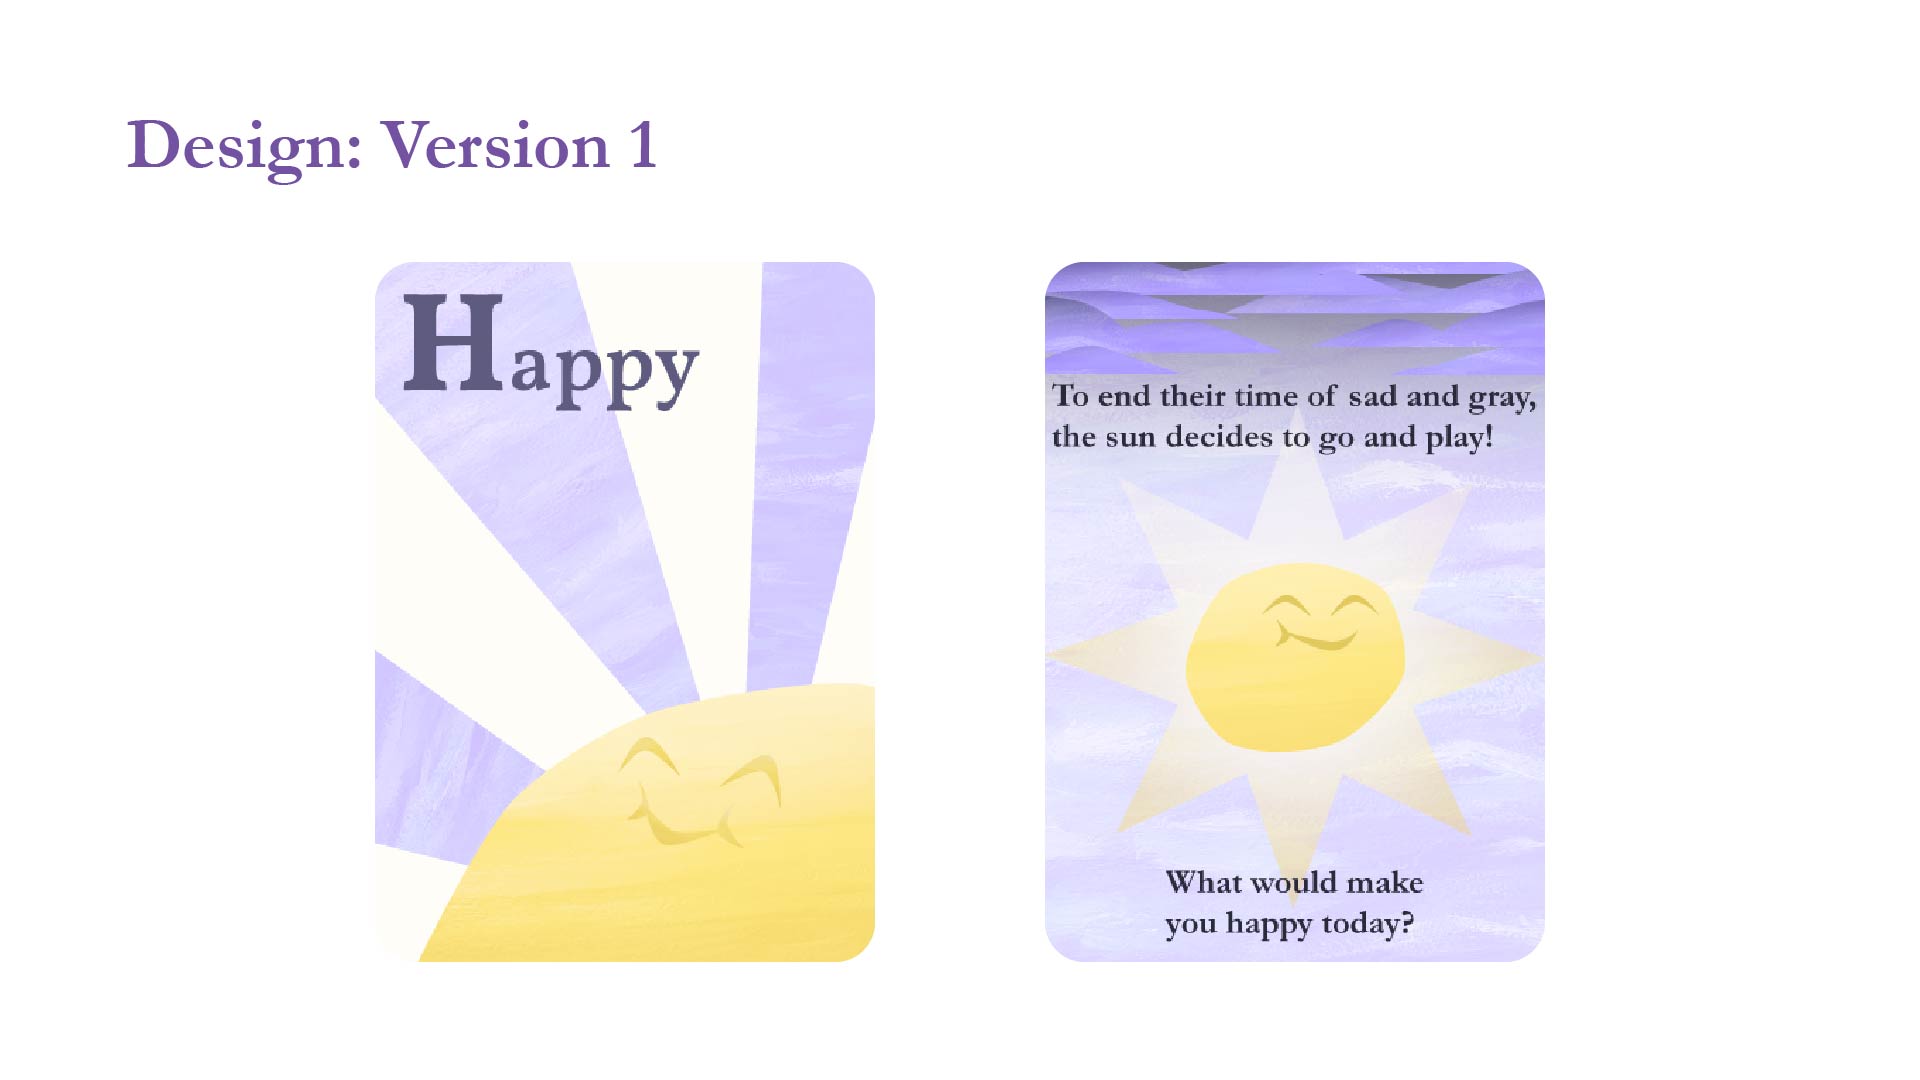 Design: Version 1
Happy
To end their time of sad and gray,
the sun decides to go and play!
What would make
you happy today?